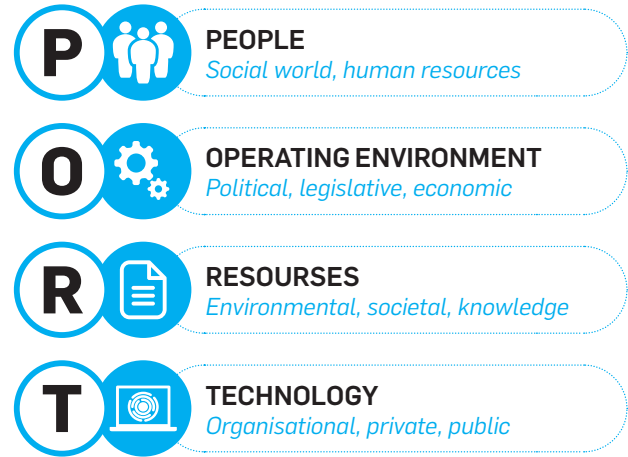 P
PEOPLE
Social world, human resources
O
OPERATING ENVIRONMENT
Political, legislative, economic
R
RESOURSES
Environmental, societal, knowledge
T
TECHNOLOGY
Organisational, private, public